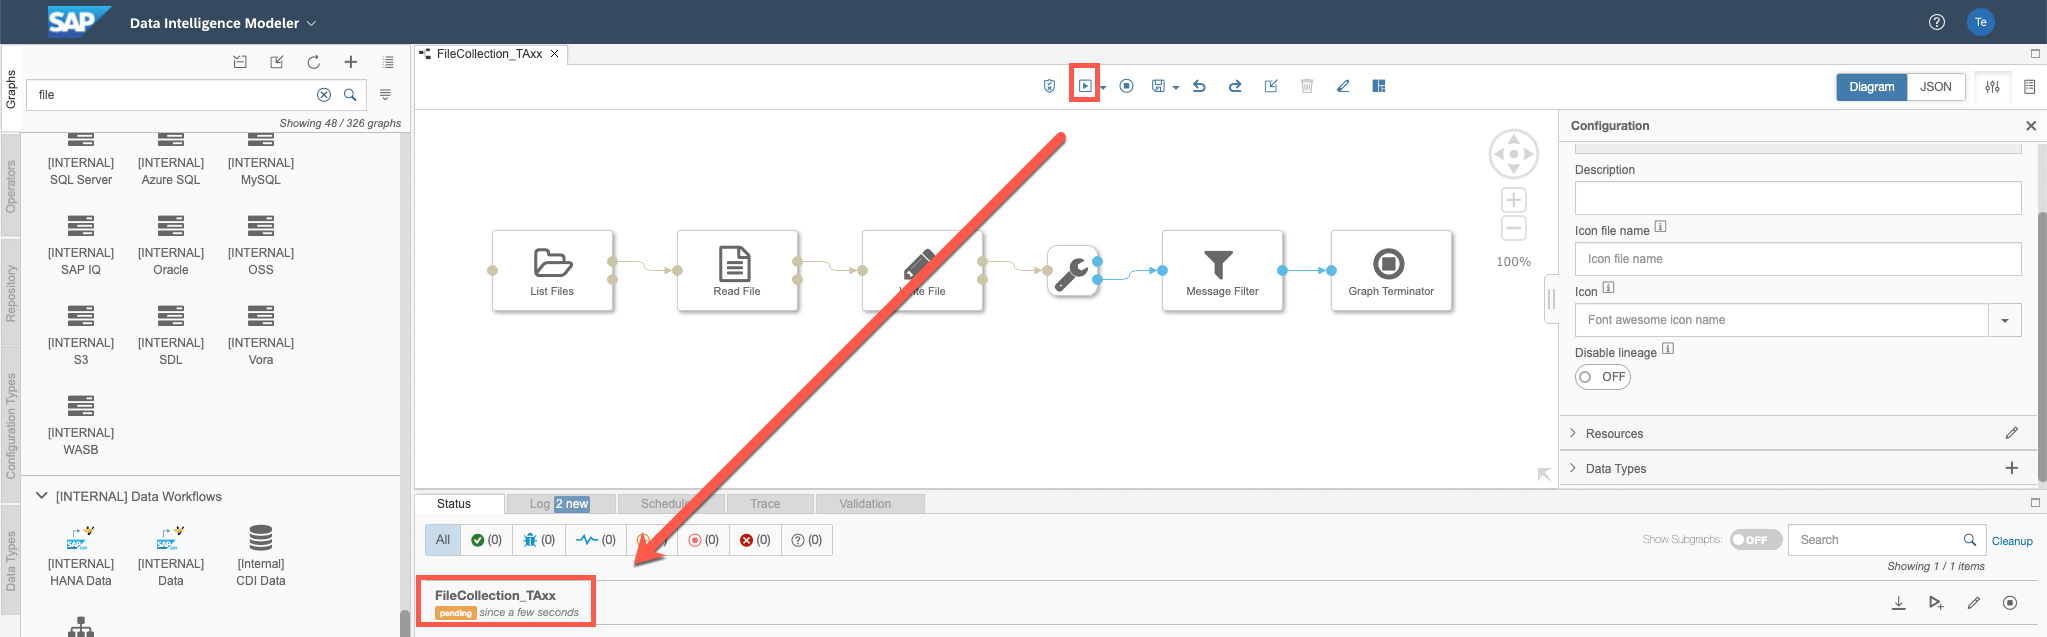 SAP Data Intelligence Modeler
Te
Graphs
Operators
Repository
Configuration Types
Data Types
file
Showing 48 / 326 graphs
[INTERNAL] SQL Server
[INTERNAL] Azure SQL
[INTERNAL] MySQL
[INTERNAL] SAP IQ
[INTERNAL] Oracle
[INTERNAL] OSS
[INTERNAL] S3
[INTERNAL] SDL
[INTERNAL] Vora
[INTERNAL] WASB
[INTERNAL] Data Workflows
[INTERNAL] HANA Data
[INTERNAL] Data
[Internal] CDI Data
FileCollection_TAxx
Diagram
JSON
List Files
Read File
File
Message Filter
Graph Terminator
100%
Configuration
Description
Icon file name
Icon file name
Icon
Font awesome icon name
Disable lineage
OFF
Resources
Data Types
Status
Log 2 new
Trace
Validation
All
(0)
(0)
(0)
(0)
(0)
(0)
Show Subgraphs:
OFF
Search
Cleanup
Showing 1 / 1 items
FileCollection_TAxx
pending since a few seconds